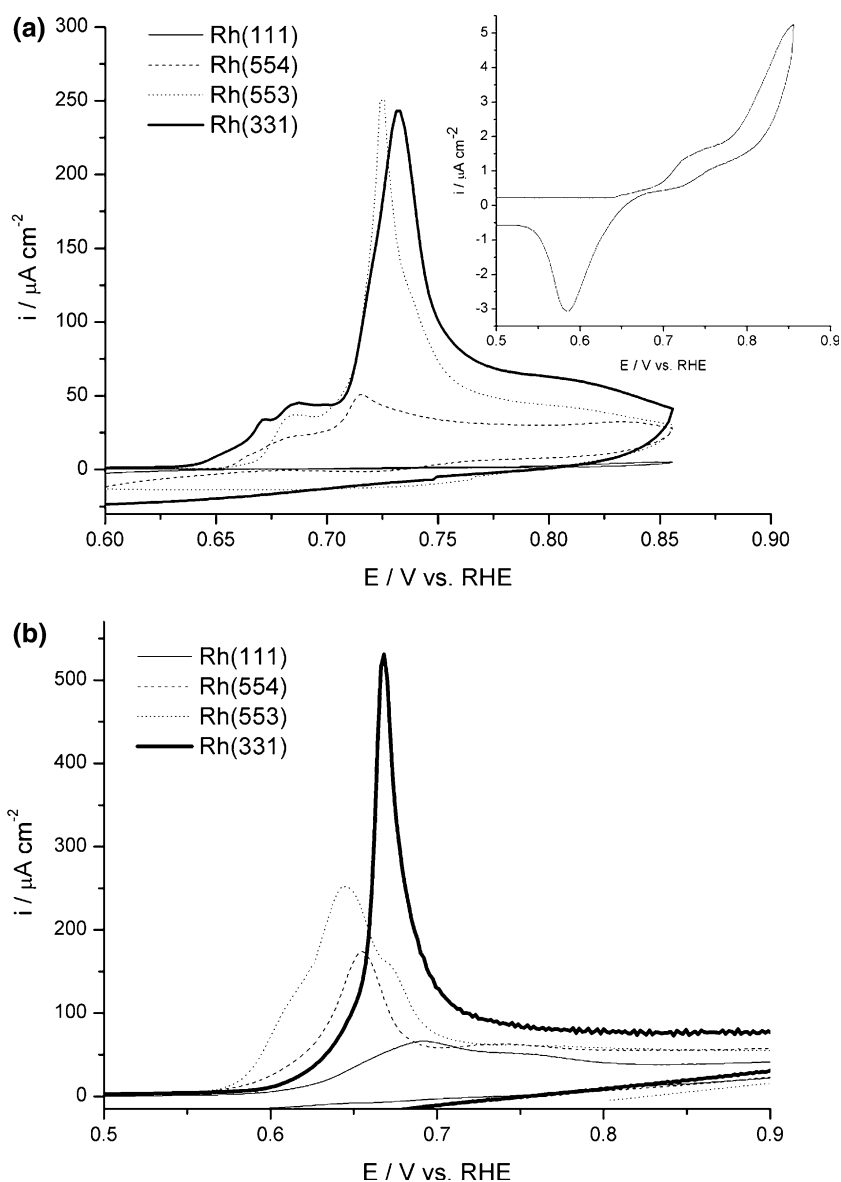 (a)
300
250
200
150
100
50
0
i / μA cm-2
Rh(111)
Rh(554)
Rh(553)
Rh(331)
5
4
3
2
1
0
-1
-2
-3
i / μA cm-2
0.5 0.6 0.7 0.8 0.9
E / V vs. RHE
0.60 0.65 0.70 0.75 0.80 0.85 0.90
E / V vs. RHE
(b)
500
400
300
200
100
0
i / μA cm-2
Rh(111)
Rh(554)
Rh(553)
Rh(331)
0.5 0.6 0.7 0.8 0.9
E / V vs. RHE